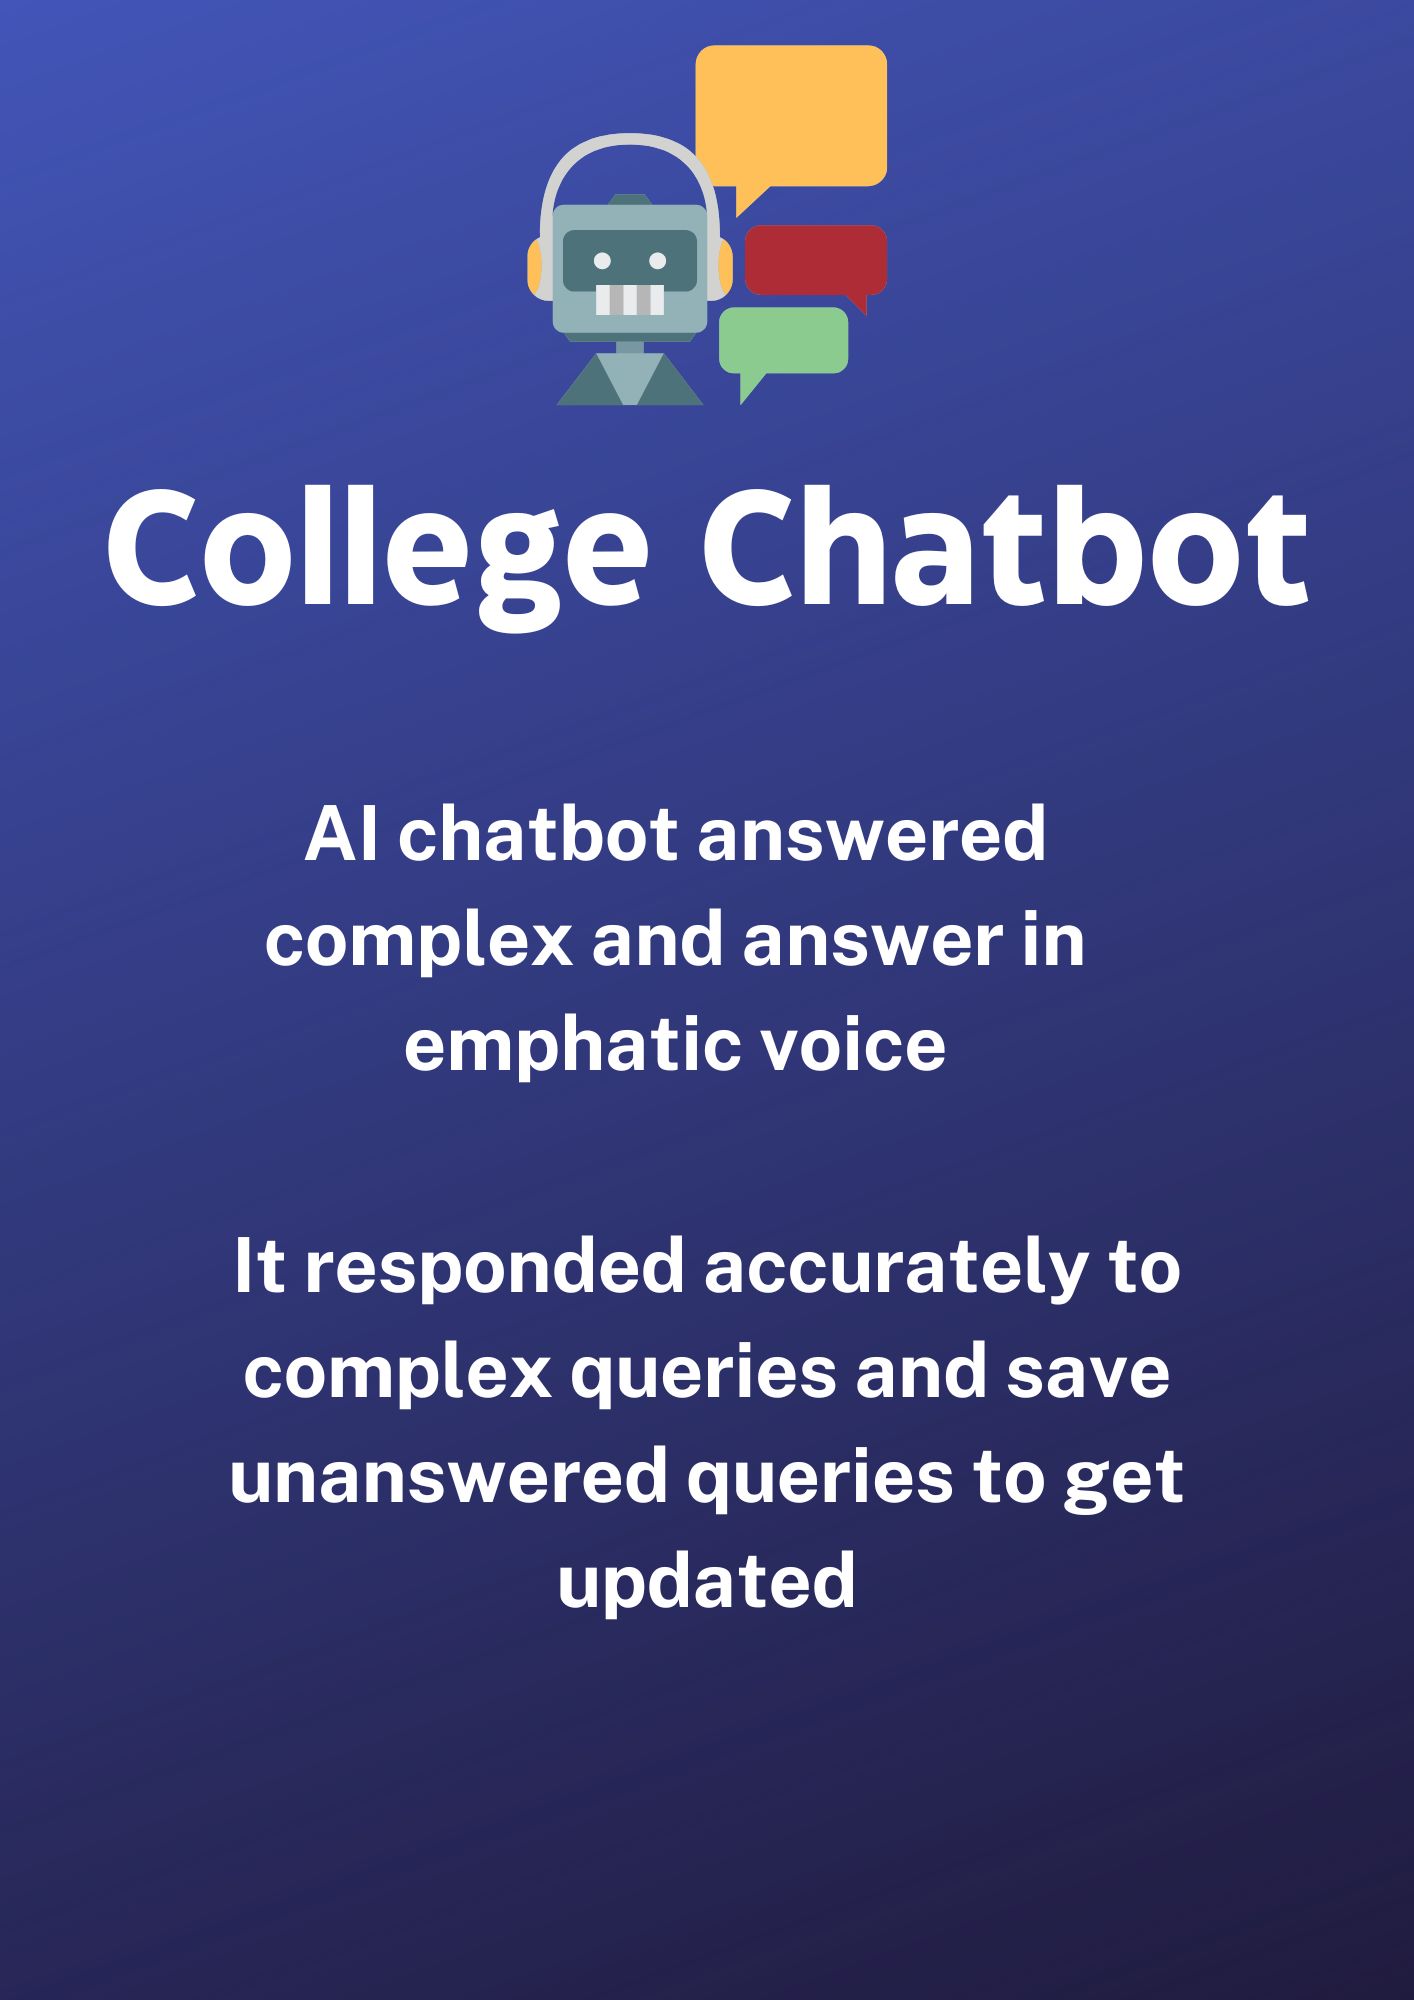 College Chatbot
AI chatbot answered
complex and answer in
emphatic voice
It responded accurately to
complex queries and save
unanswered queries to get
updated